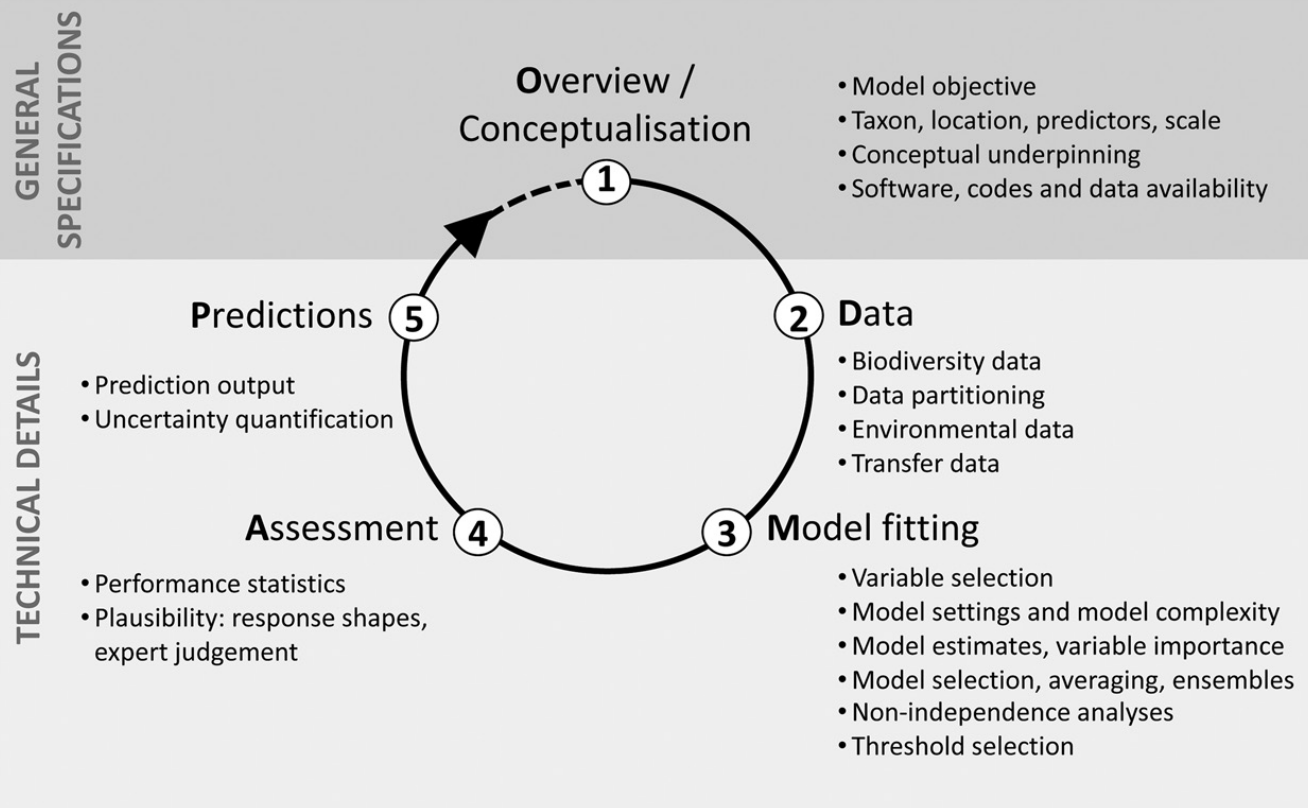 GENERAL
SPECIFICATIONS
Overview /
Conceptualisation
1
• Model objective
• Taxon, location, predictors, scale
• Conceptual underpinning
• Software, codes and data availability
TECHNICAL DETAILS
2
Data
• Biodiversity data
• Data partitioning
• Environmental data
• Transfer data
3
Model fitting
• Variable selection
• Model settings and model complexity
• Model estimates, variable importance
• Model selection, averaging, ensembles
• Non-independence analyses
• Threshold selection
Assessment
4
• Performance statistics
• Plausibility: response shapes,
expert judgement
Predictions
5
• Prediction output
• Uncertainty quantification